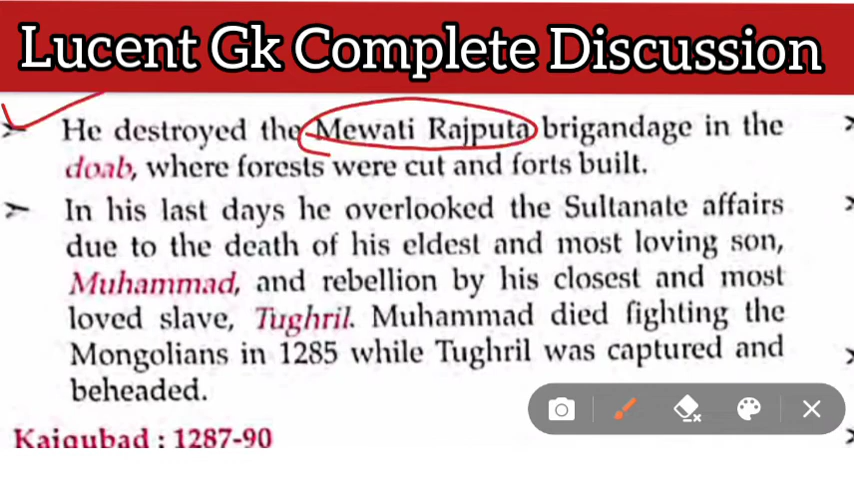 Lucent Gk Complete Discussion
➢ He destroyed the Mewati Rajputa brigandage in the
doab, where forests were cut and forts built.
➢ In his last days he overlooked the Sultanate affairs
due to the death of his eldest and most loving son,
Muhammad, and rebellion by his closest and most
loved slave, Tughril. Muhammad died fighting the
Mongolians in 1285 while Tughril was captured and
beheaded.
Kaiqubad : 1287-90